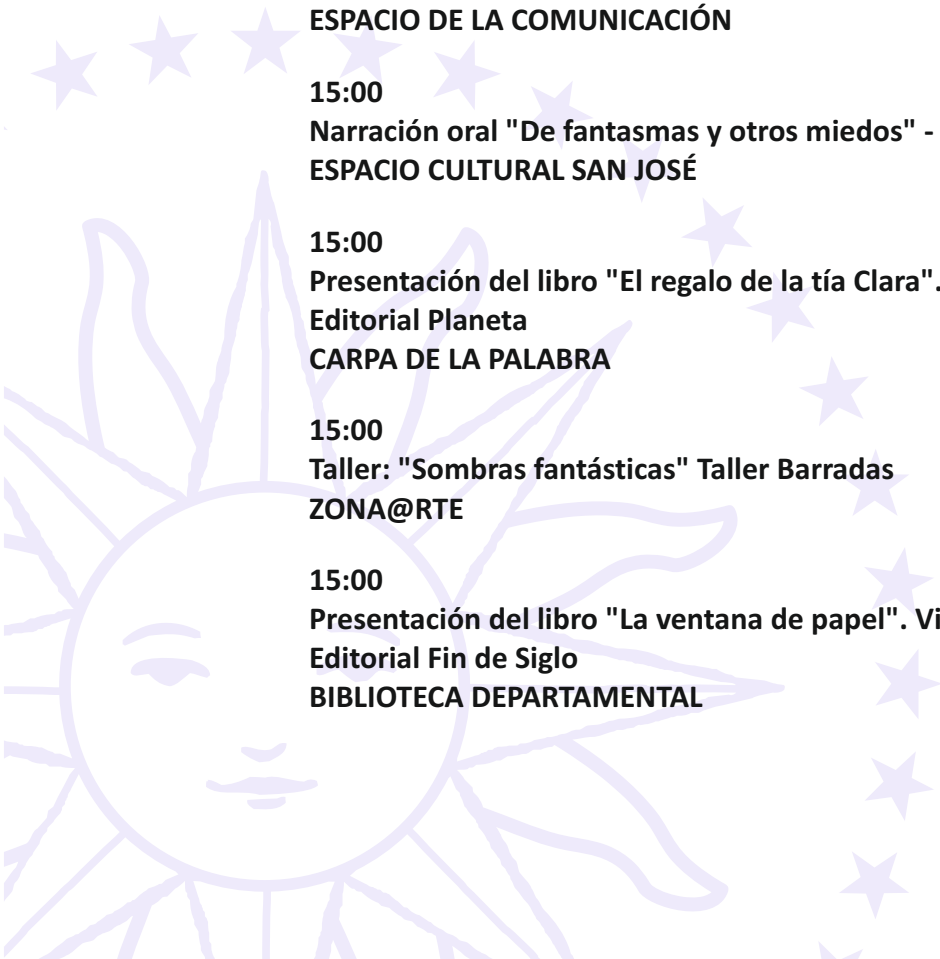 ESPACIO DE LA COMUNICACIÓN
15:00
Narración oral "De fantasmas y otros miedos" -
ESPACIO CULTURAL SAN JOSÉ
15:00
Presentación del libro "El regalo de la tía Clara".
Editorial Planeta
CARPA DE LA PALABRA
15:00
Taller: "Sombras fantásticas" Taller Barradas
ZONA@RTE
15:00
Presentación del libro "La ventana de papel". Vi
Editorial Fin de Siglo
BIBLIOTECA DEPARTAMENTAL